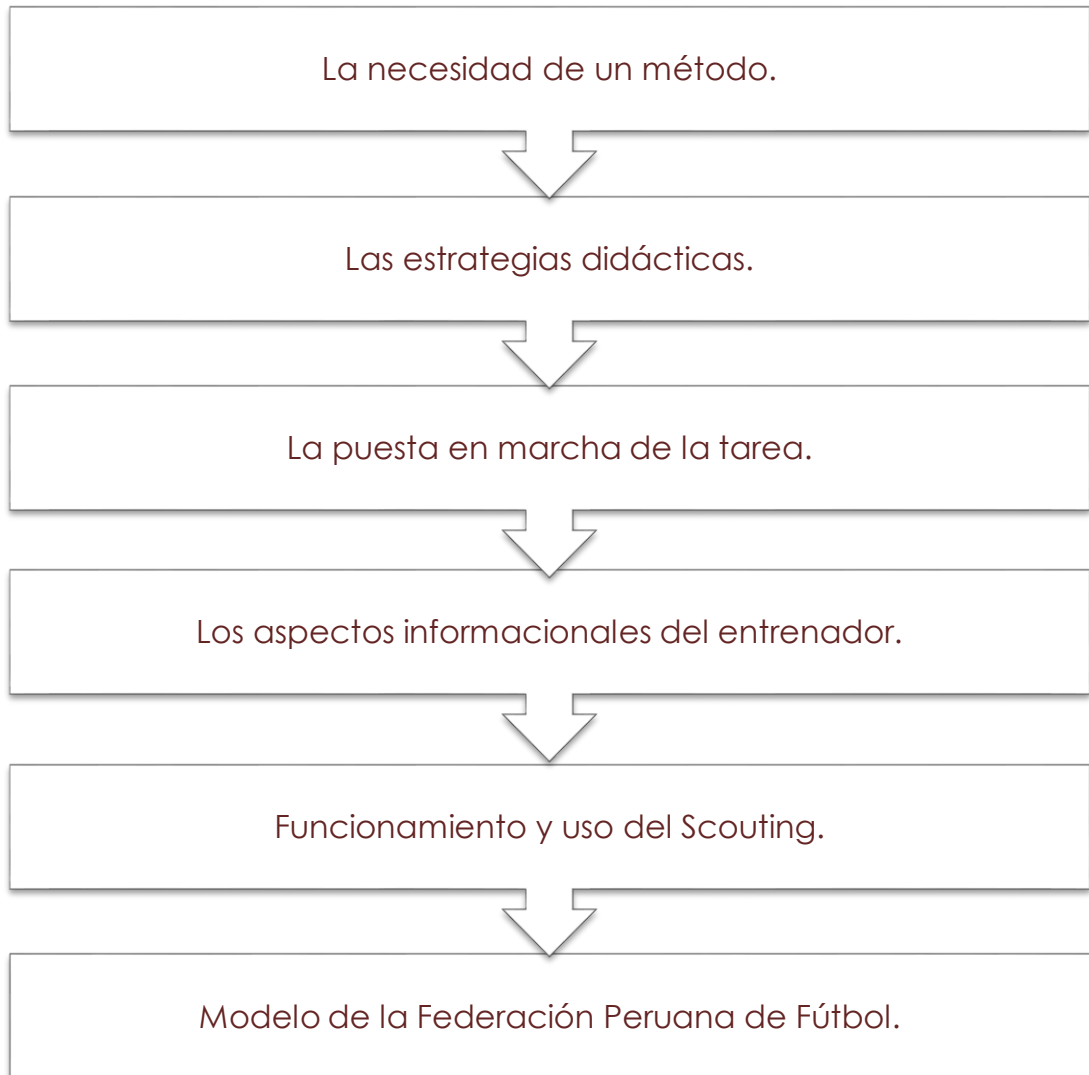 La necesidad de un método.
Las estrategias didácticas.
La puesta en marcha de la tarea.
Los aspectos informacionales del entrenador.
Funcionamiento y uso del Scouting.
Modelo de la Federación Peruana de Fútbol.